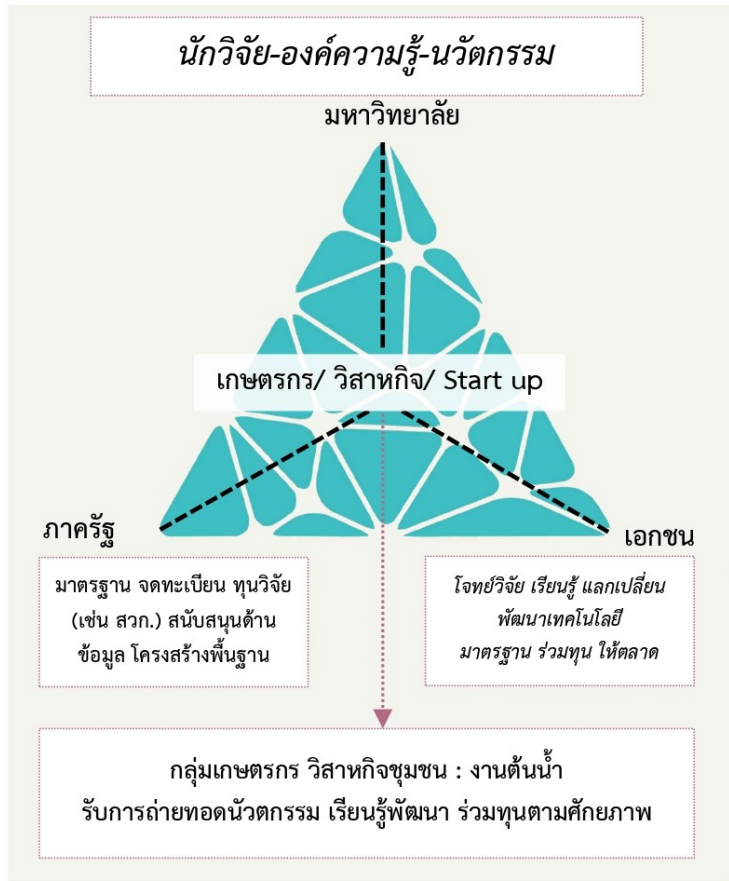 นักวิจัย-องค์ความรู้-นวัตกรรม
มหาวิทยาลัย
เกษตรกร/ วิสาหกิจ/ Start up
ภาครัฐ
เอกชน
มาตรฐาน จดทะเบียน ทุนวิจัย
(เช่น สวก.) สนับสนุนด้าน
ข้อมูล โครงสร้างพื้นฐาน
โจทย์วิจัย เรียนรู้ แลกเปลี่ยน
พัฒนาเทคโนโลยี
มาตรฐาน ร่วมทุน ให้ตลาด
กลุ่มเกษตรกร วิสาหกิจชุมชน : งานต้นน้ำ
รับการถ่ายทอดนัวตกรรม เรียนรู้พัฒนา ร่วมทุนตามศักยภาพ